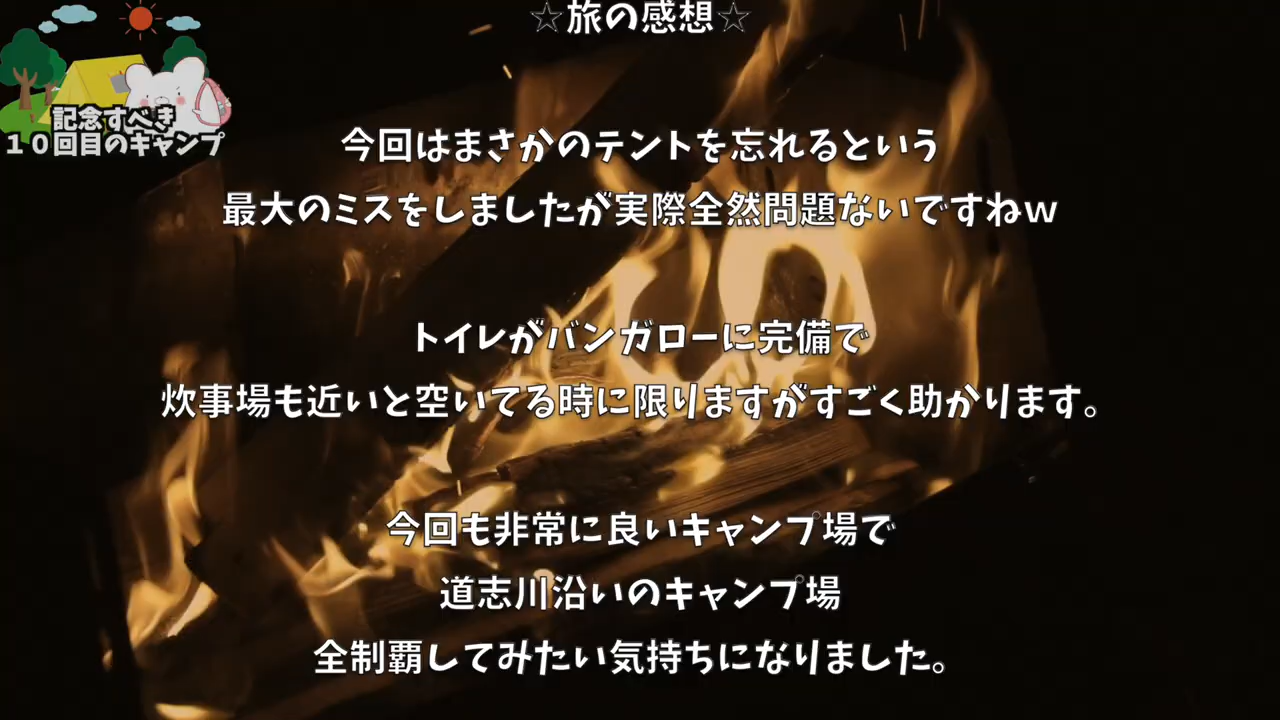 ☆旅の感想☆
記念すべき
１０回目のキャンプ
今回はまさかのテントを忘れるという
最大のミスをしましたが実際全然問題ないですねw
トイレがバンガローに完備で
炊事場も近いと空いてる時に限りますがすごく助かります。
今回も非常に良いキャンプ場で
道志川沿いのキャンプ場
全制覇してみたい気持ちになりました。